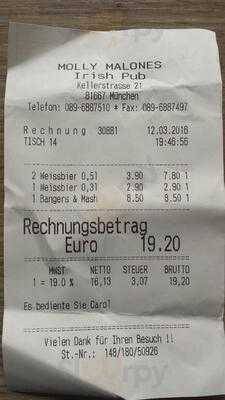 MOLLY MALONES
Irish Pub
Kellerstrasse 21
81667 München
Telefon: 089-6887510 * Fax: 089-6887497
Rechnung 30881 12.03.2016
TISCH 14 19:46:56
2 Weissbier 0,5l 3.90 7.80 1
1 Weissbier 0,3l 2.90 2.90 1
1 Bangers & Mash 8.50 8.50 1
Rechnungsbetrag
Euro 19.20
MWST NETTO STEUER BRUTTO
1 = 19.0 % 16,13 3,07 19,20
Es bediente Sie Carol
Vielen Dank für Ihren Besuch !!
St.-Nr.: 148/180/50926